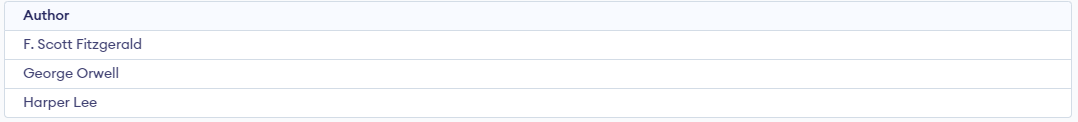 Author
F. Scott Fitzgerald
George Orwell
Harper Lee